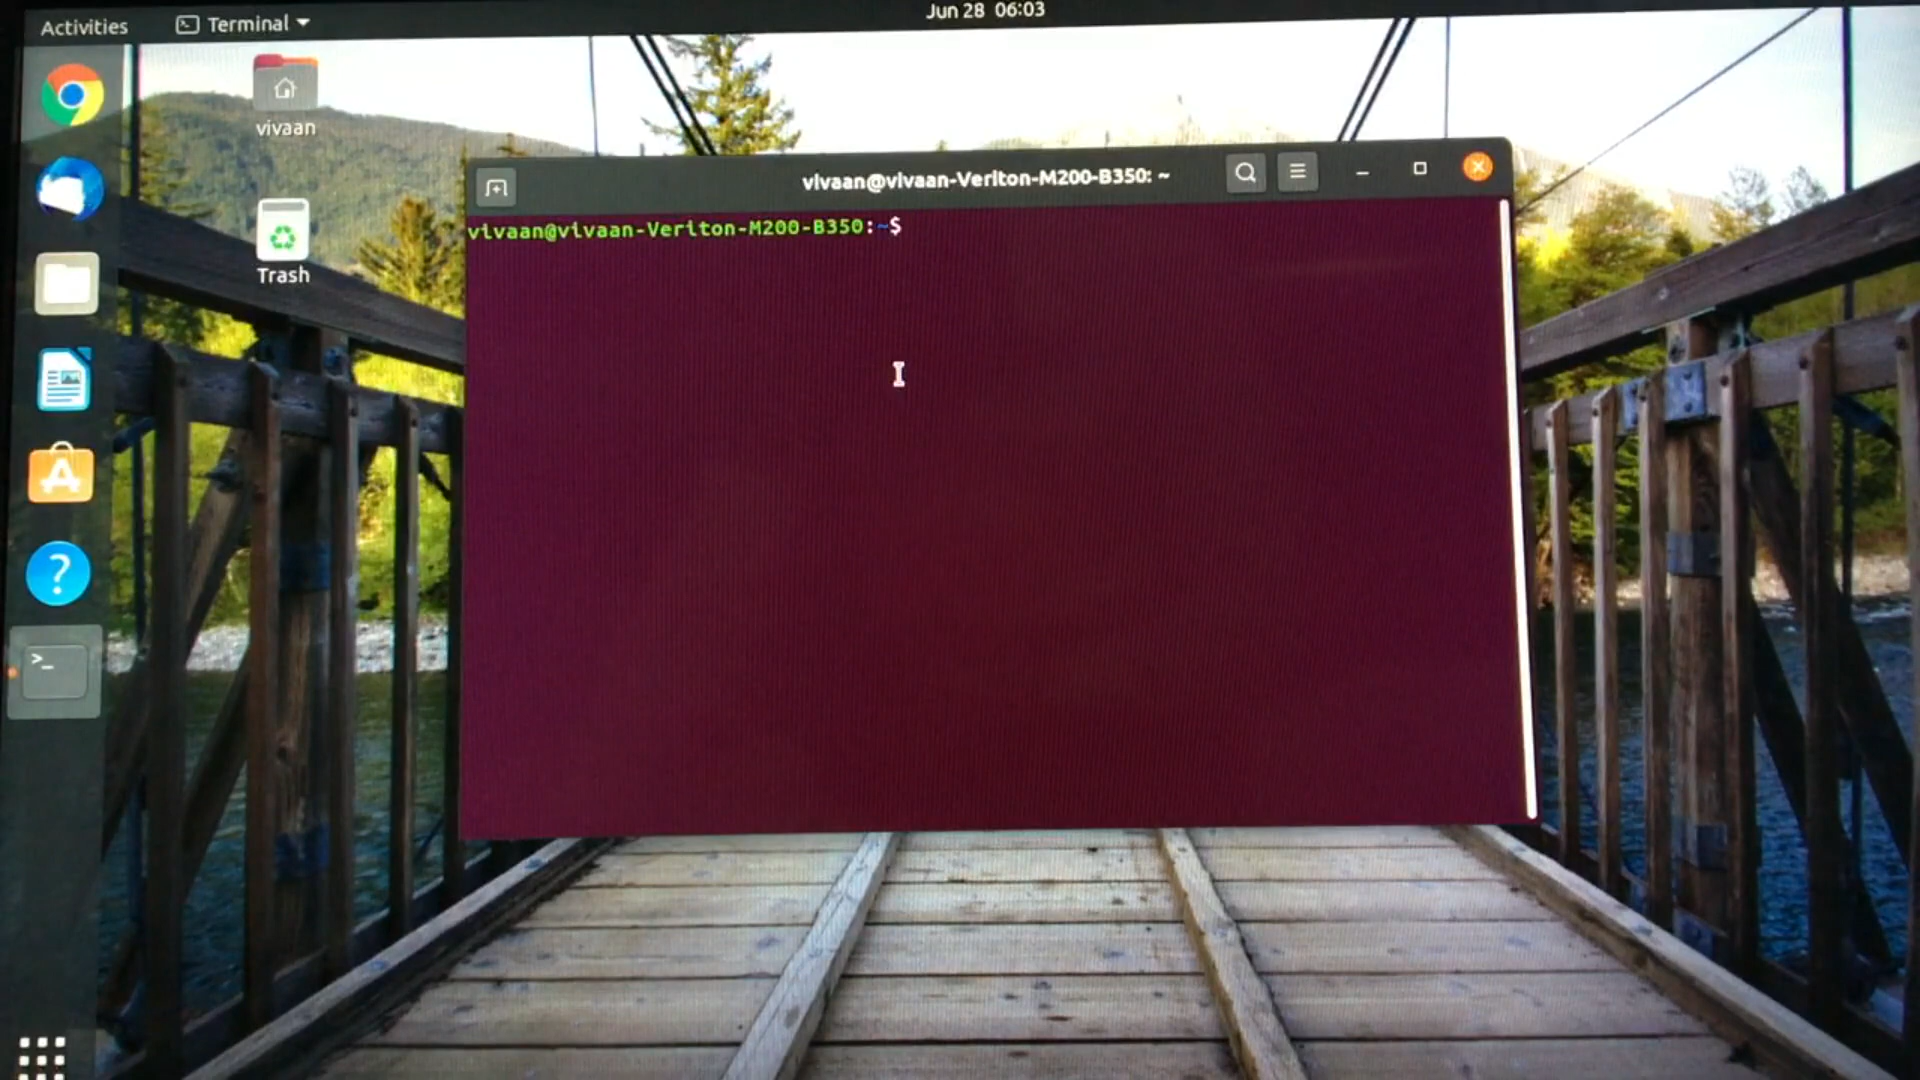 Activities
Terminal
Jun 28 06:03
vivaan
Trash
vivaan@vivaan-Veriton-M200-B350: ~
vivaan@vivaan-Veriton-M200-B350:~$